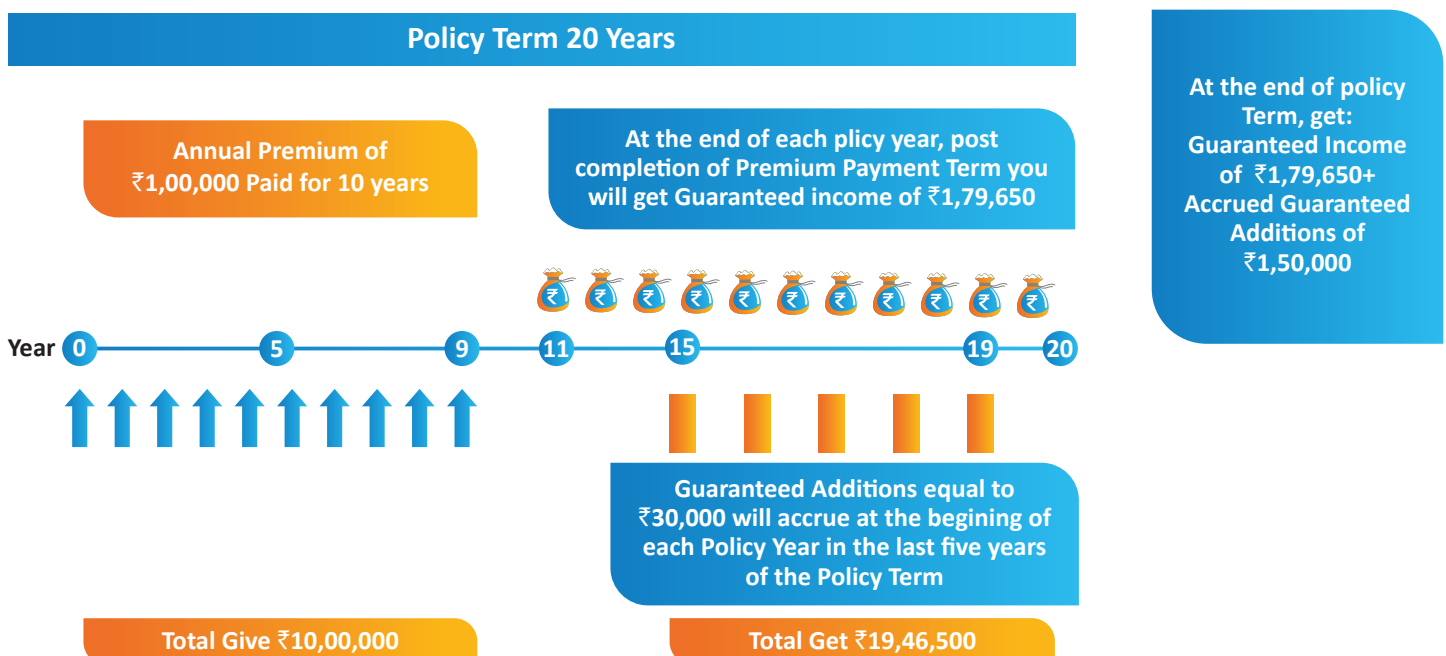 Policy Term 20 Years
Annual Premium of
₹1,00,000 Paid for 10 years
At the end of each plicy year, post
completion of Premium Payment Term you
will get Guaranteed income of ₹1,79,650
At the end of policy
Term, get:
Guaranteed Income
of ₹1,79,650+
Accrued Guaranteed
Additions of
₹1,50,000
₹ ₹ ₹ ₹ ₹ ₹ ₹ ₹ ₹ ₹ ₹
Year 0 5 9 11 15 19 20
Guaranteed Additions equal to
₹30,000 will accrue at the begining of
each Policy Year in the last five years
of the Policy Term
Total Give ₹10,00,000
Total Get ₹19,46,500